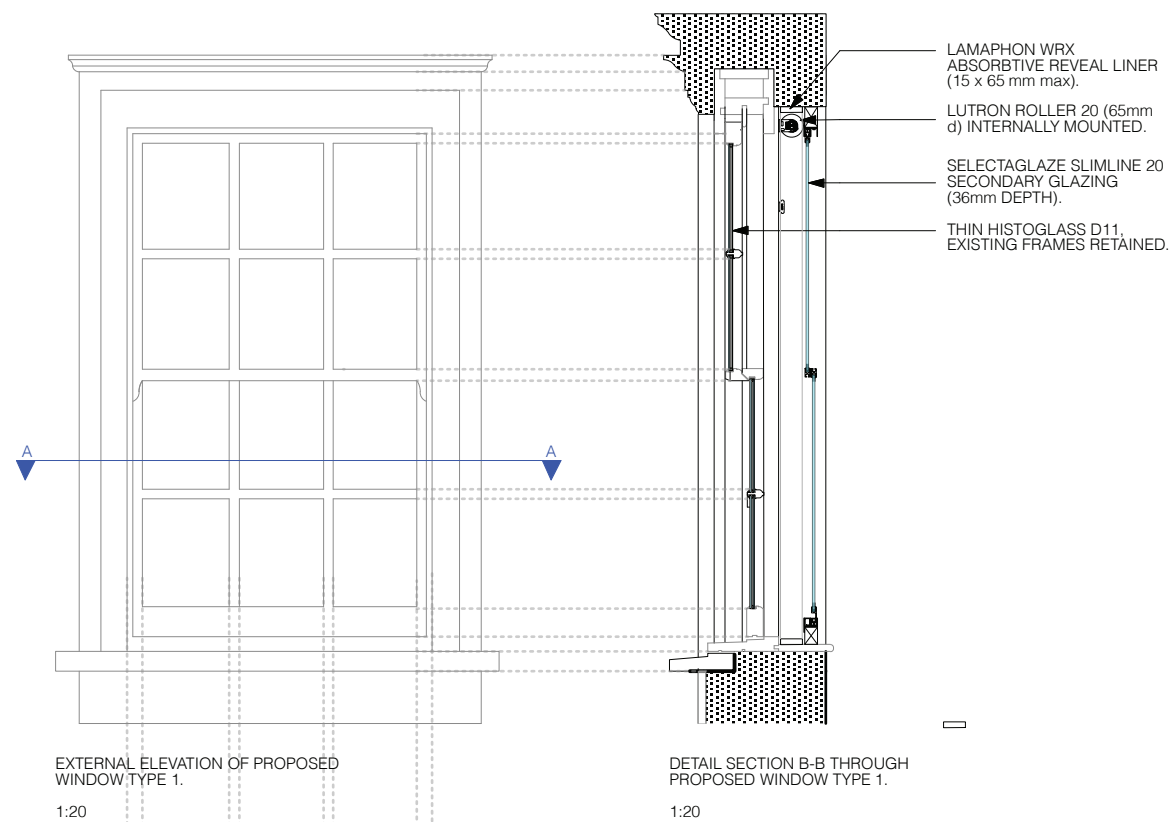 LAMAPHON WRX
ABSORBTIVE REVEAL LINER
(15 x 65 mm max).
LUTRON ROLLER 20 (65mm
d) INTERNALLY MOUNTED.
SELECTAGLAZE SLIMLINE 20
SECONDARY GLAZING
(36mm DEPTH).
THIN HISTOGLASS D11,
EXISTING FRAMES RETAINED.
A
A
EXTERNAL ELEVATION OF PROPOSED
WINDOW TYPE 1.
1:20
DETAIL SECTION B-B THROUGH
PROPOSED WINDOW TYPE 1.
1:20